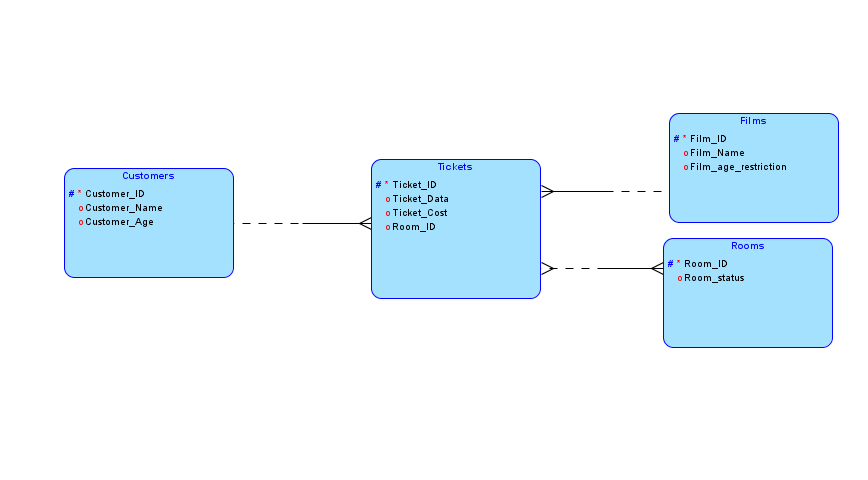 Customers
# * Customer_ID
o Customer_Name
o Customer_Age
Tickets
# * Ticket_ID
o Ticket_Data
o Ticket_Cost
o Room_ID
Films
# * Film_ID
o Film_Name
o Film_age_restriction
Rooms
# * Room_ID
o Room_status